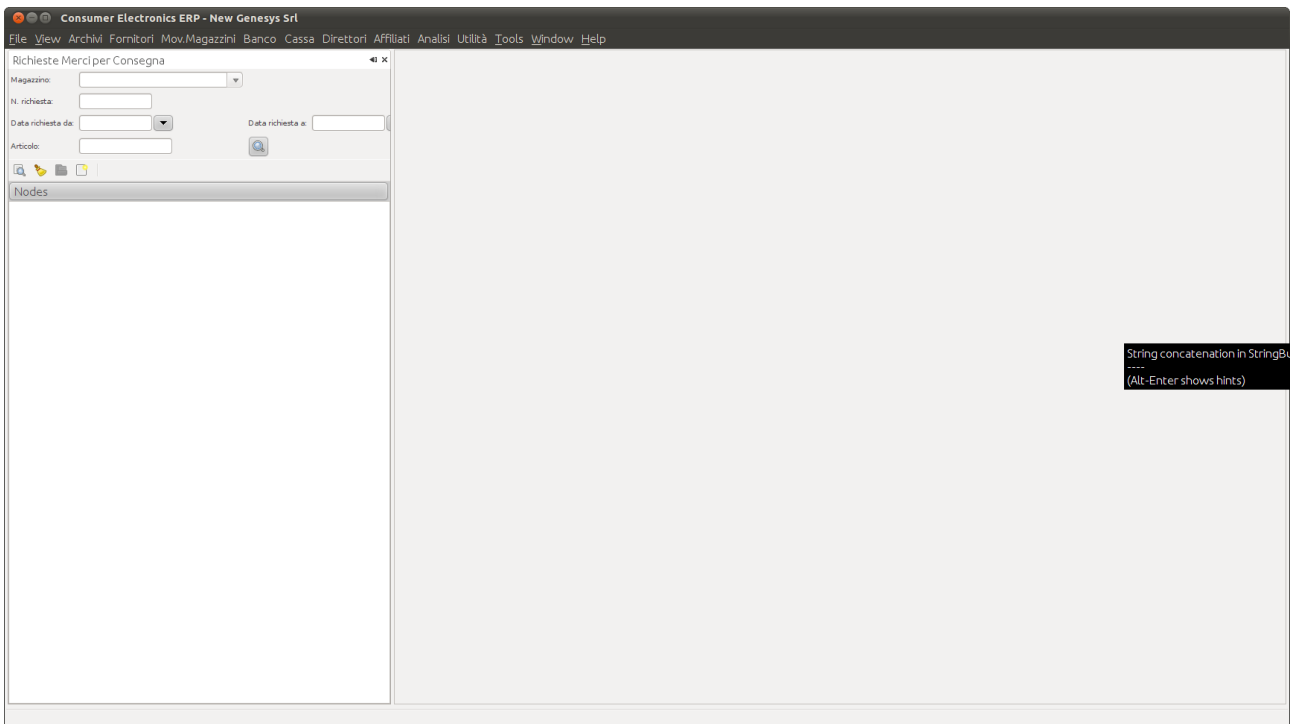 Consumer Electronics ERP - New Genesys Srl
File View Archivi Fornitori Mov.Magazzini Banco Cassa Direttori Affiliati Analisi Utilità Tools Window Help
Richieste Merci per Consegna
Magazzino:
N. richiesta:
Data richiesta da: Data richiesta a:
Articolo:
Nodes
String concatenation in StringBu
----
(Alt-Enter shows hints)